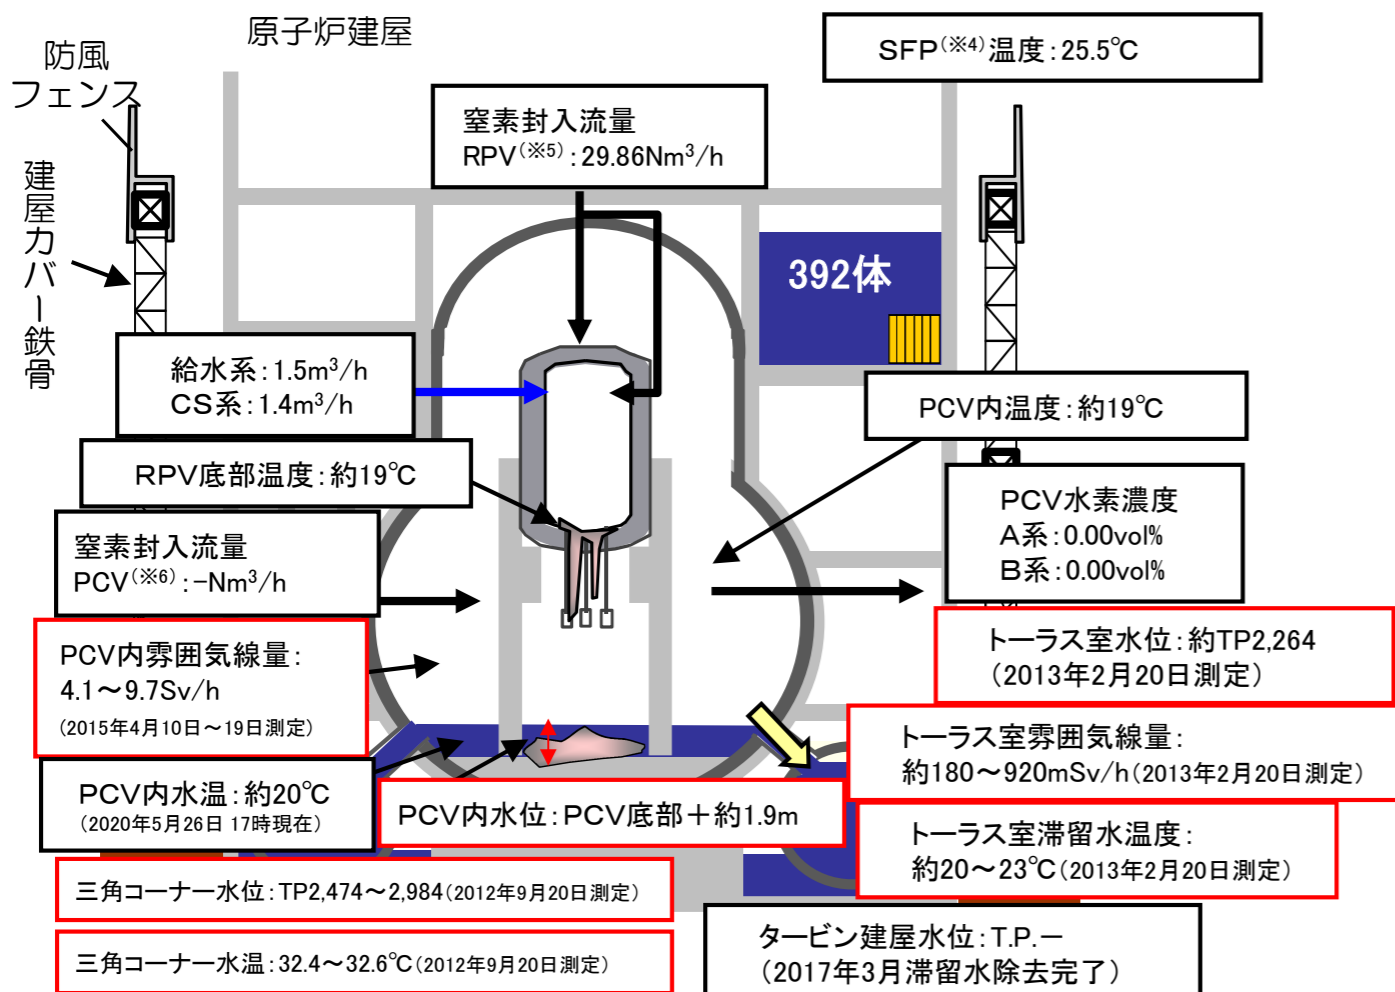 原子炉建屋
SFP(※4)温度：25.5℃
防風
フェンス
窒素封入流量
RPV(※5)：29.86Nm³/h
建屋カバー鉄骨
392体
給水系：1.5m³/h
CS系：1.4m³/h
PCV内温度：約19℃
RPV底部温度：約19℃
PCV水素濃度
A系：0.00vol%
B系：0.00vol%
窒素封入流量
PCV(※6)：-Nm³/h
トーラス室水位：約TP2,264
(2013年2月20日測定)
PCV内雰囲気線量：
4.1～9.7Sv/h
(2015年4月10日～19日測定)
トーラス室雰囲気線量：
約180～920mSv/h(2013年2月20日測定)
PCV内水温：約20℃
(2020年5月26日 17時現在)
PCV内水位：PCV底部＋約1.9m
トーラス室滞留水温度：
約20～23℃(2013年2月20日測定)
三角コーナー水位：TP2,474～2,984(2012年9月20日測定)
三角コーナー水温：32.4～32.6℃(2012年9月20日測定)
タービン建屋水位：T.P.－
(2017年3月滞留水除去完了)